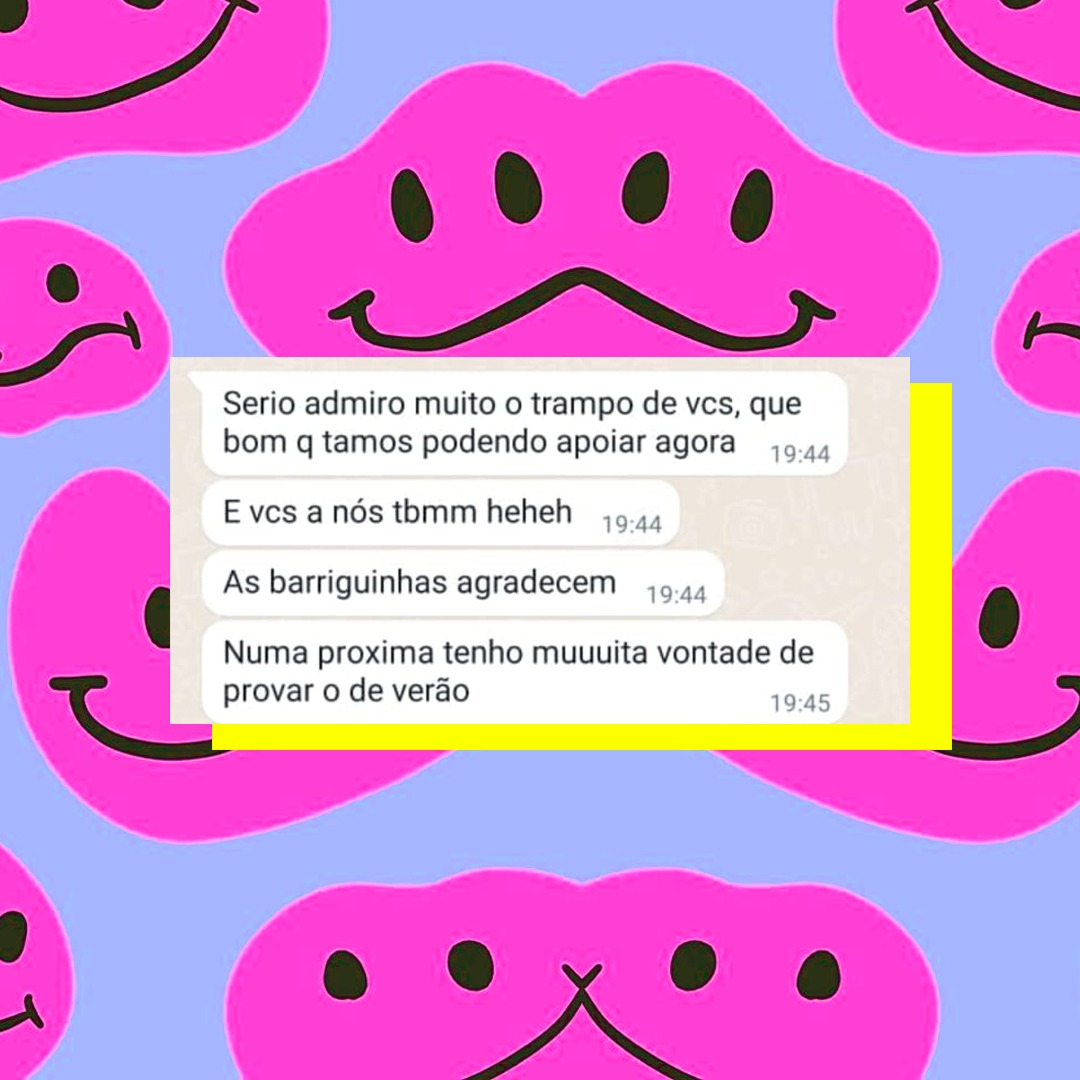 Serio admiro muito o trampo de vcs, que
bom q tamos podendo apoiar agora 19:44
E vcs a nós tbmm heheh 19:44
As barriguinhas agradecem 19:44
Numa proxima tenho muuuita vontade de
provar o de verão 19:45